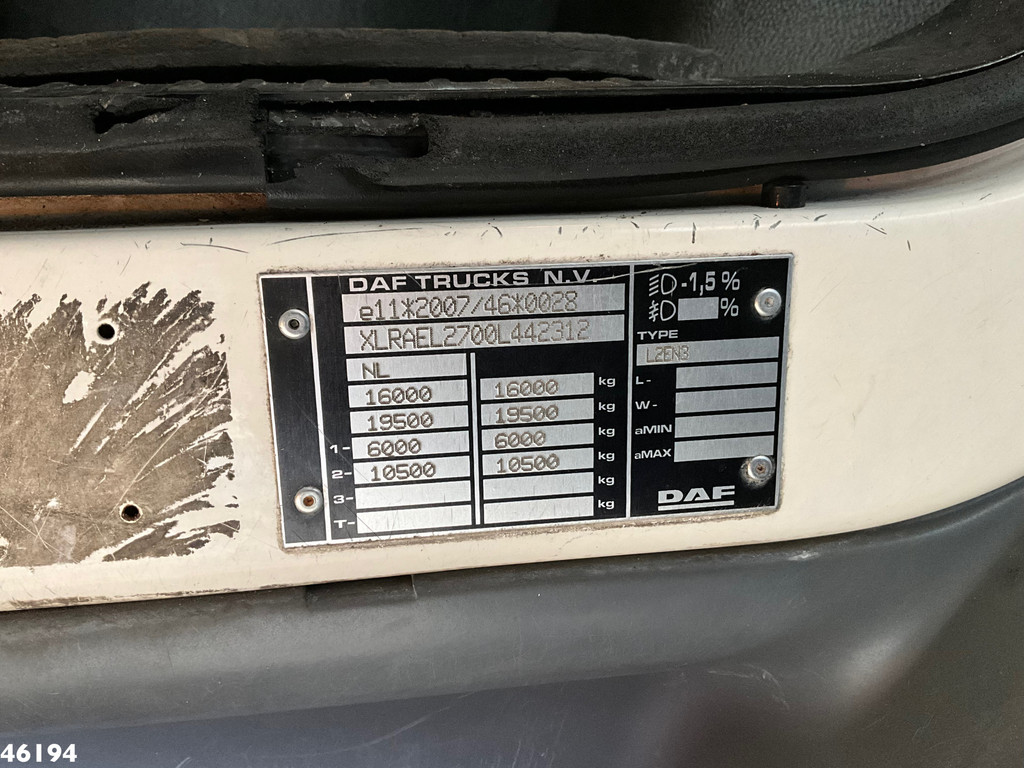 DAF TRUCKS N.V.
e11*2007/46*0028
XLRAEL2700L442312
NL
16000 16000 kg
19500 19500 kg
1- 6000 6000 kg
2- 10500 10500 kg
3- kg
T-
-1,5 %
%
TYPE
L2EN3
L-
W-
aMIN
aMAX
DAF
46194